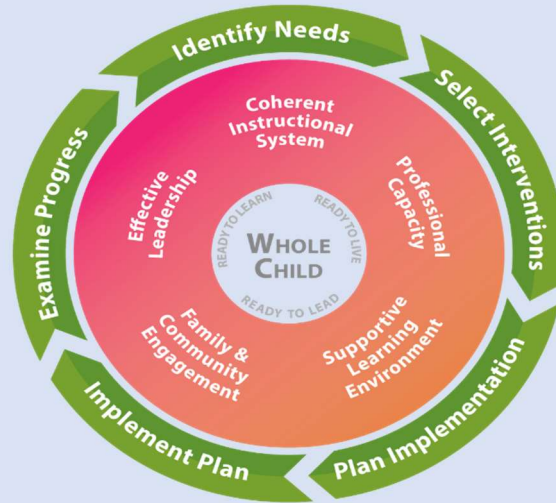 Identify Needs
Select Interventions
Plan Implementation
Implement Plan
Examine Progress
Coherent
Instructional
System
Professional
Capacity
Supportive
Learning
Environment
Family &
Community
Engagement
Effective
Leadership
READY TO LEARN
READY TO LIVE
READY TO LEAD
WHOLE
CHILD